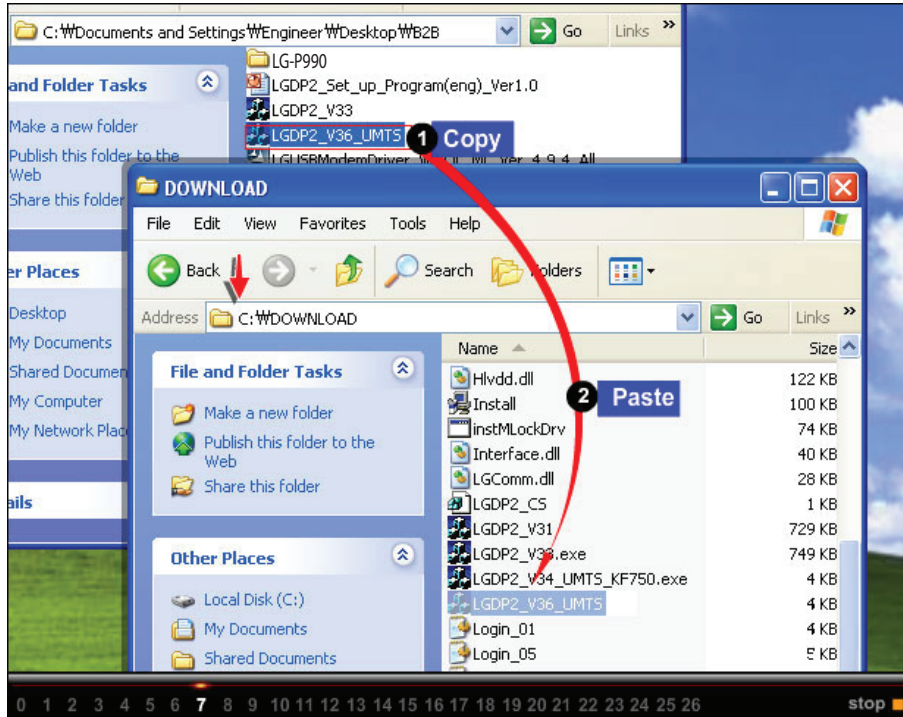 C:₩Documents and Settings₩Engineer₩Desktop₩B2B Go Links »
LG-P990
and Folder Tasks
LGDP2_Set_up_Program(eng)_Ver1.0
LGDP2_V33
Make a new folder
LGDP2_V36_UMTS 1 Copy
Publish this folder to the
Web
Share this folder
DOWNLOAD
File Edit View Favorites Tools Help
er Places
Back Search Folders
Desktop
Address C:₩DOWNLOAD Go Links »
My Documents
Shared Documen
My Computer
My Network Plac
ails
Name Size
File and Folder Tasks
Make a new folder
Publish this folder to the
Web
Share this folder
Other Places
Local Disk (C:)
My Documents
Shared Documents
Hlvdd.dll 122 KB
Install 100 KB
2 Paste
instMLockDrv 74 KB
Interface.dll 40 KB
LGComm.dll 28 KB
LGDP2_CS 1 KB
LGDP2_V31 729 KB
LGDP2_V33.exe 749 KB
LGDP2_V34_UMTS_KF750.exe 4 KB
LGDP2_V36_UMTS 4 KB
Login_01 4 KB
Login_05 5 KB
0 1 2 3 4 5 6 7 8 9 10 11 12 13 14 15 16 17 18 19 20 21 22 23 24 25 26 stop